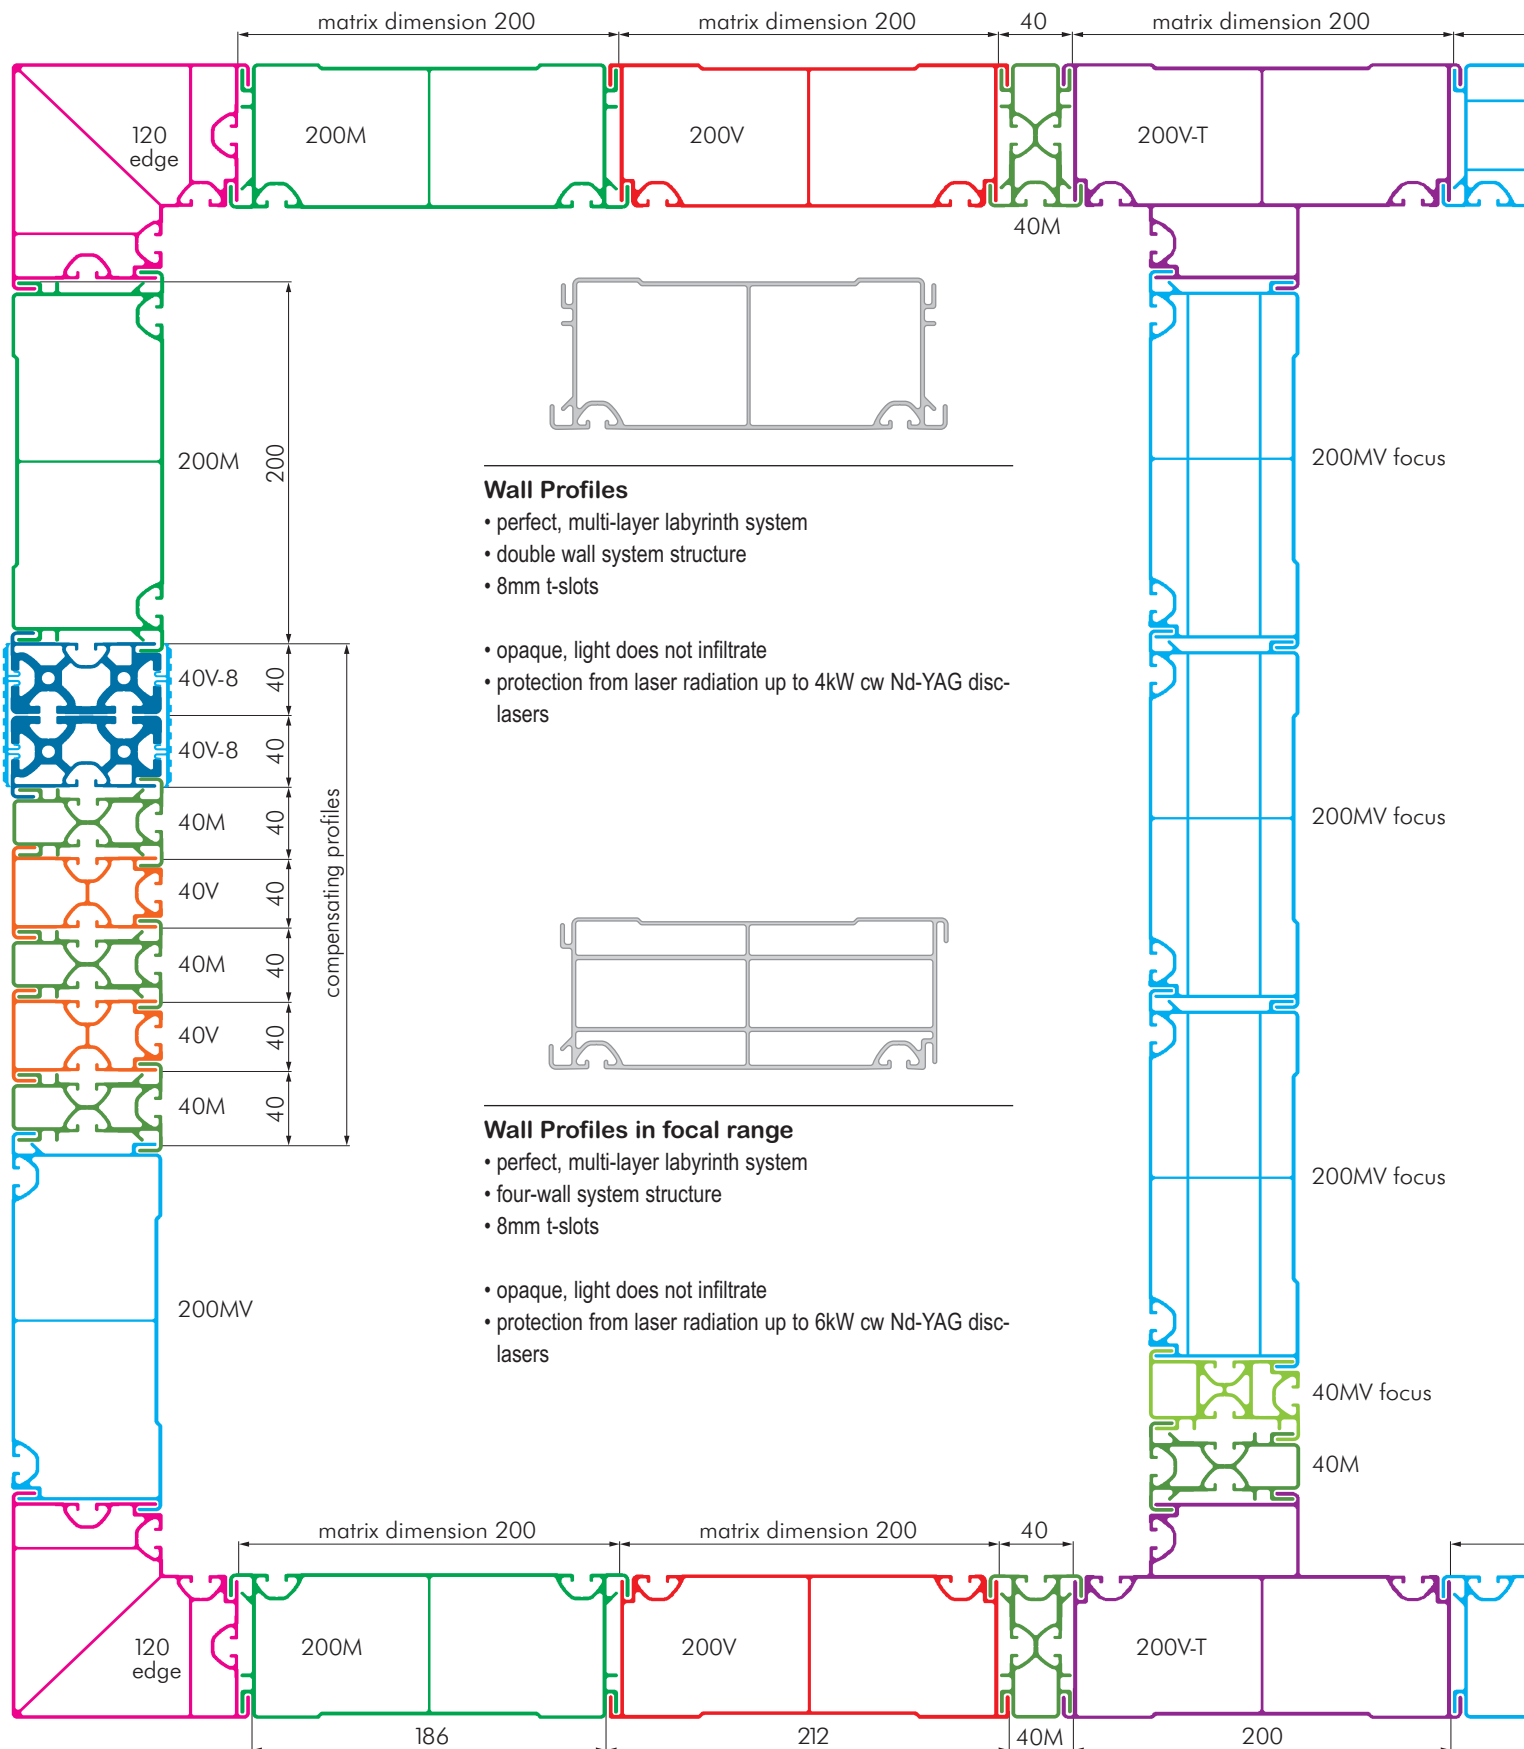 matrix dimension 200
matrix dimension 200
40
matrix dimension 200
120
edge
200M
200V
200V-T
40M
200M
200
200MV focus
Wall Profiles
• perfect, multi-layer labyrinth system
• double wall system structure
• 8mm t-slots
• opaque, light does not infiltrate
• protection from laser radiation up to 4kW cw Nd-YAG disc-
lasers
40V-8
40
40V-8
40
40M
40
40V
40
40M
40
40V
40
40M
40
compensating profiles
200MV focus
Wall Profiles in focal range
• perfect, multi-layer labyrinth system
• four-wall system structure
• 8mm t-slots
• opaque, light does not infiltrate
• protection from laser radiation up to 6kW cw Nd-YAG disc-
lasers
200MV focus
200MV
40MV focus
40M
matrix dimension 200
matrix dimension 200
40
120
edge
200M
200V
200V-T
186
212
40M
200